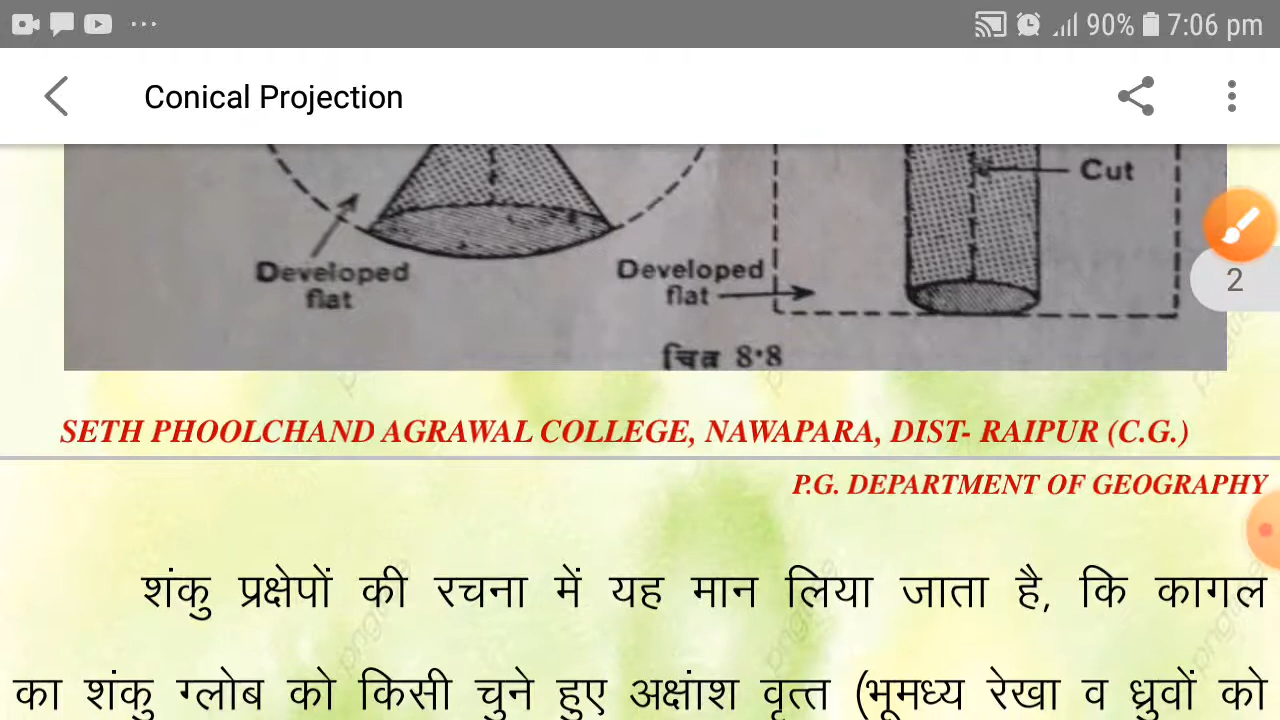 90% 7:06 pm
Conical Projection
Cut
Developed
flat
Developed
flat
2
चित्र 8·8
SETH PHOOLCHAND AGRAWAL COLLEGE, NAWAPARA, DIST- RAIPUR (C.G.)
P.G. DEPARTMENT OF GEOGRAPHY
शंकु प्रक्षेपों की रचना में यह मान लिया जाता है, कि कागल
का शंकु ग्लोब को किसी चुने हुए अक्षांश वृत्त (भूमध्य रेखा व ध्रुवों को